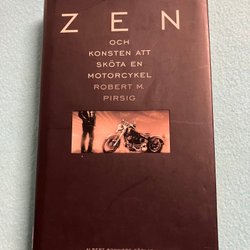 ZEN
OCH
KONSTEN ATT
SKÖTA EN
MOTORCYKEL
ROBERT M.
PIRSIG